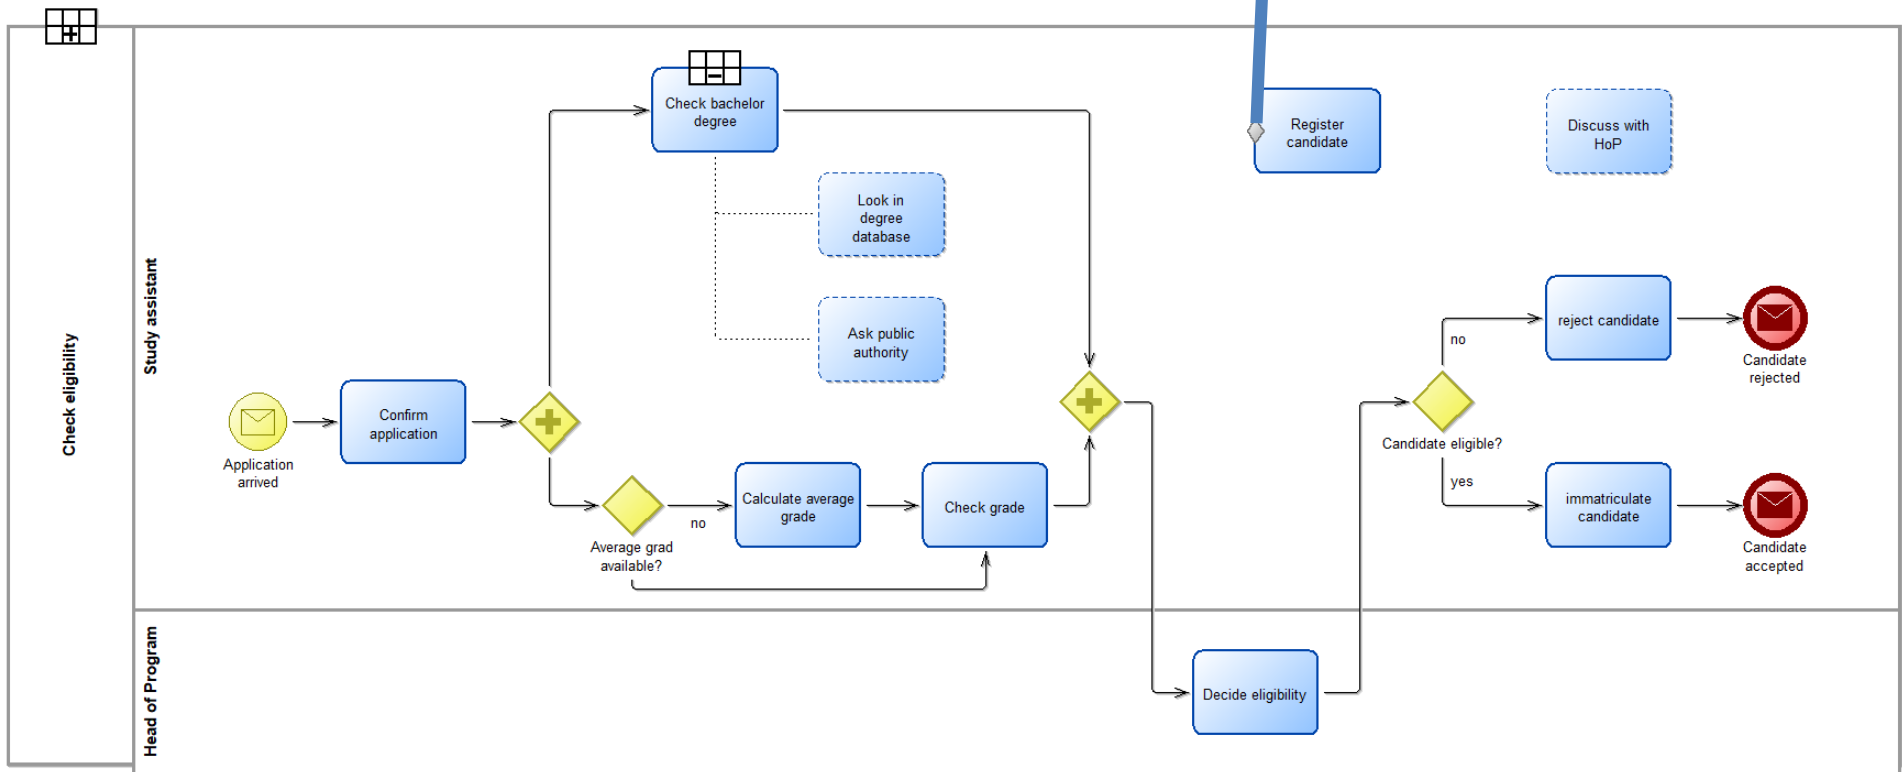 Check eligibility
Study assistant
Head of Program
Application
arrived
Confirm
application
Check bachelor
degree
Look in
degree
database
Ask public
authority
Average grad
available?
no
Calculate average
grade
Check grade
Register
candidate
Discuss with
HoP
Decide eligibility
Candidate eligible?
no
reject candidate
Candidate
rejected
yes
immatriculate
candidate
Candidate
accepted